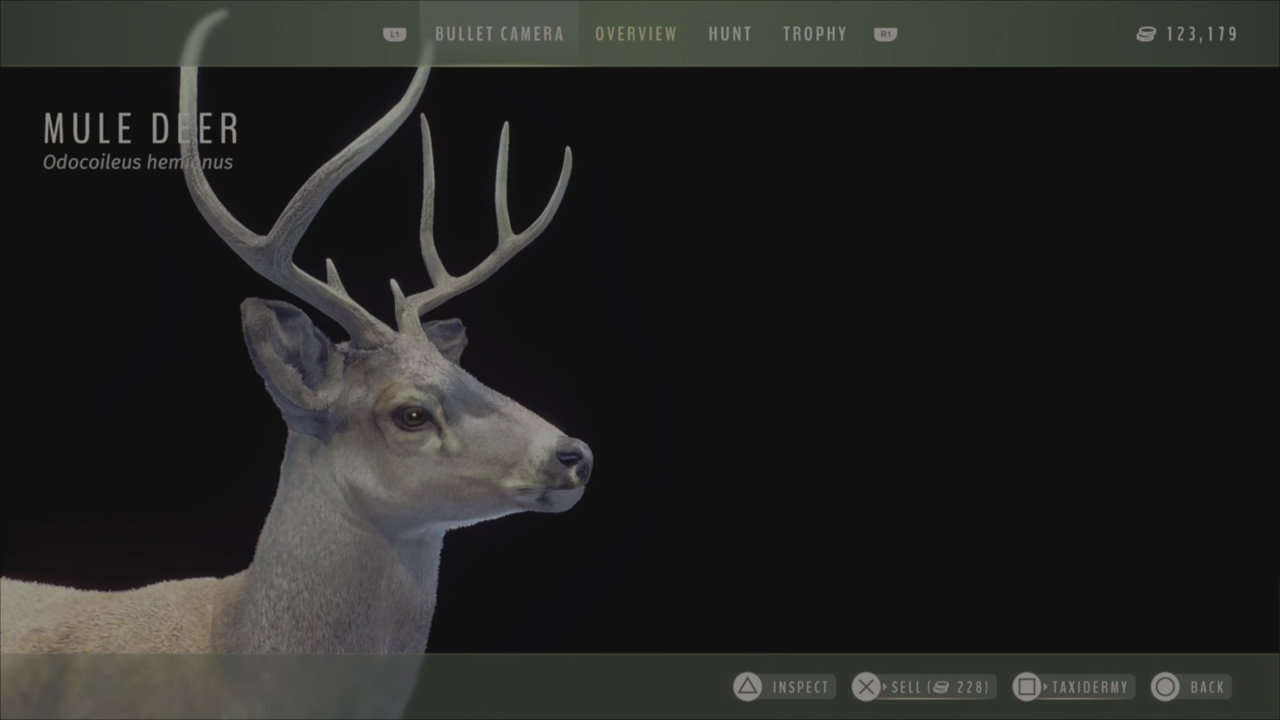 L1 BULLET CAMERA OVERVIEW HUNT TROPHY R1 123,179
MULE DEER
Odocoileus hemionus
INSPECT SELL ( 228) TAXIDERMY BACK